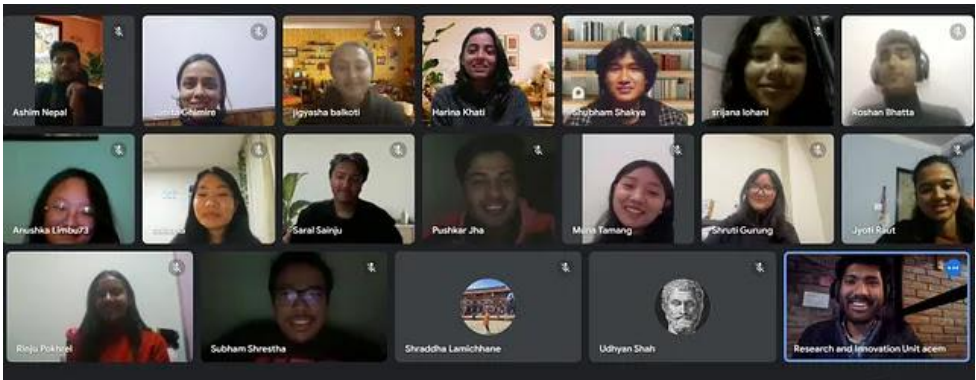 Ashim Nepal
Ghimire
jigyasha balkoti
Harina Khati
Shubham Shakya
srijana lohani
Roshan Bhatta
Anushka Limbu73
Saral Sainju
Pushkar Jha
Muna Tamang
Shruti Gurung
Jyoti Raut
Rinju Pokhrel
Subham Shrestha
Shraddha Lamichhane
Udhyan Shah
Research and Innovation Unit acem